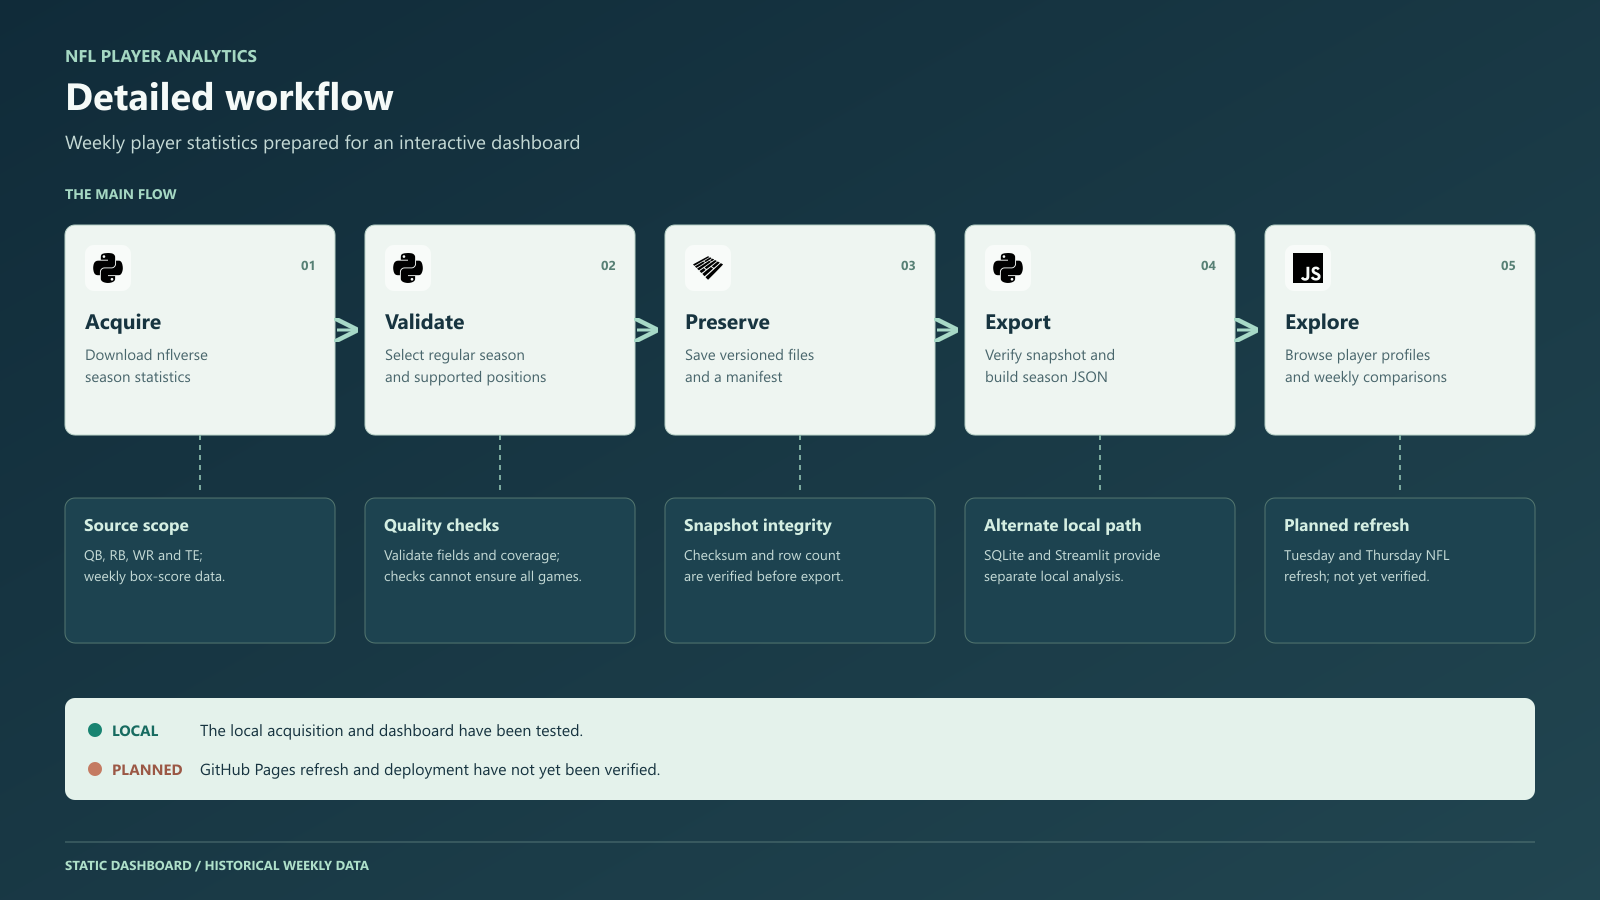 NFL PLAYER ANALYTICS
Detailed workflow
Weekly player statistics prepared for an interactive dashboard
THE MAIN FLOW
01
Acquire
Download nflverse
season statistics
02
Validate
Select regular season
and supported positions
03
Preserve
Save versioned files
and a manifest
04
Export
Verify snapshot and
build season JSON
JS
05
Explore
Browse player profiles
and weekly comparisons
Source scope
QB, RB, WR and TE;
weekly box-score data.
Quality checks
Validate fields and coverage;
checks cannot ensure all games.
Snapshot integrity
Checksum and row count
are verified before export.
Alternate local path
SQLite and Streamlit provide
separate local analysis.
Planned refresh
Tuesday and Thursday NFL
refresh; not yet verified.
LOCAL The local acquisition and dashboard have been tested.
PLANNED GitHub Pages refresh and deployment have not yet been verified.
STATIC DASHBOARD / HISTORICAL WEEKLY DATA